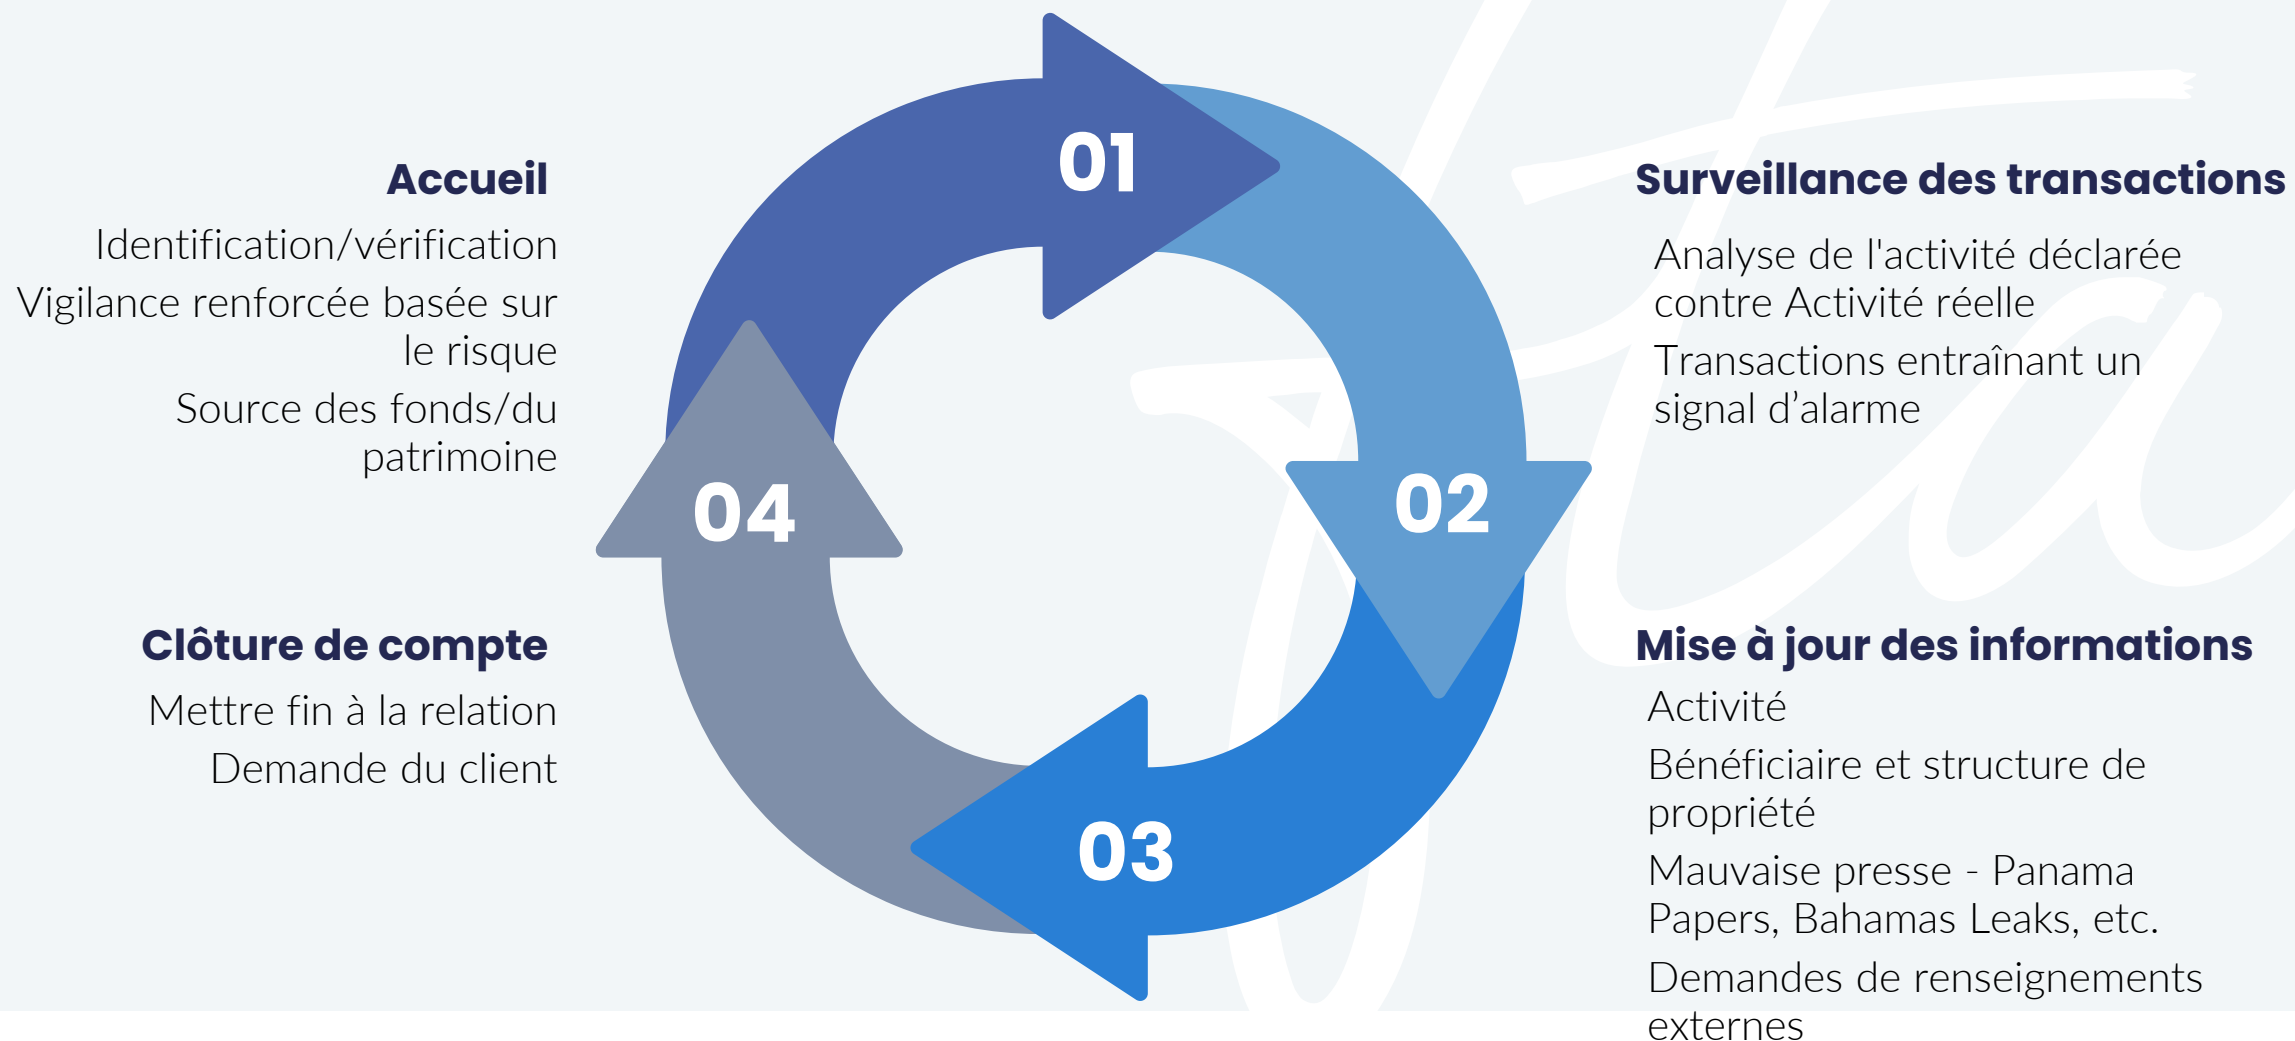 01
Accueil
Identification/vérification
Vigilance renforcée basée sur
le risque
Source des fonds/du
patrimoine
Surveillance des transactions
Analyse de l'activité déclarée
contre Activité réelle
Transactions entraînant un
signal d’alarme
04
02
Clôture de compte
Mettre fin à la relation
Demande du client
03
Mise à jour des informations
Activité
Bénéficiaire et structure de
propriété
Mauvaise presse - Panama
Papers, Bahamas Leaks, etc.
Demandes de renseignements
externes